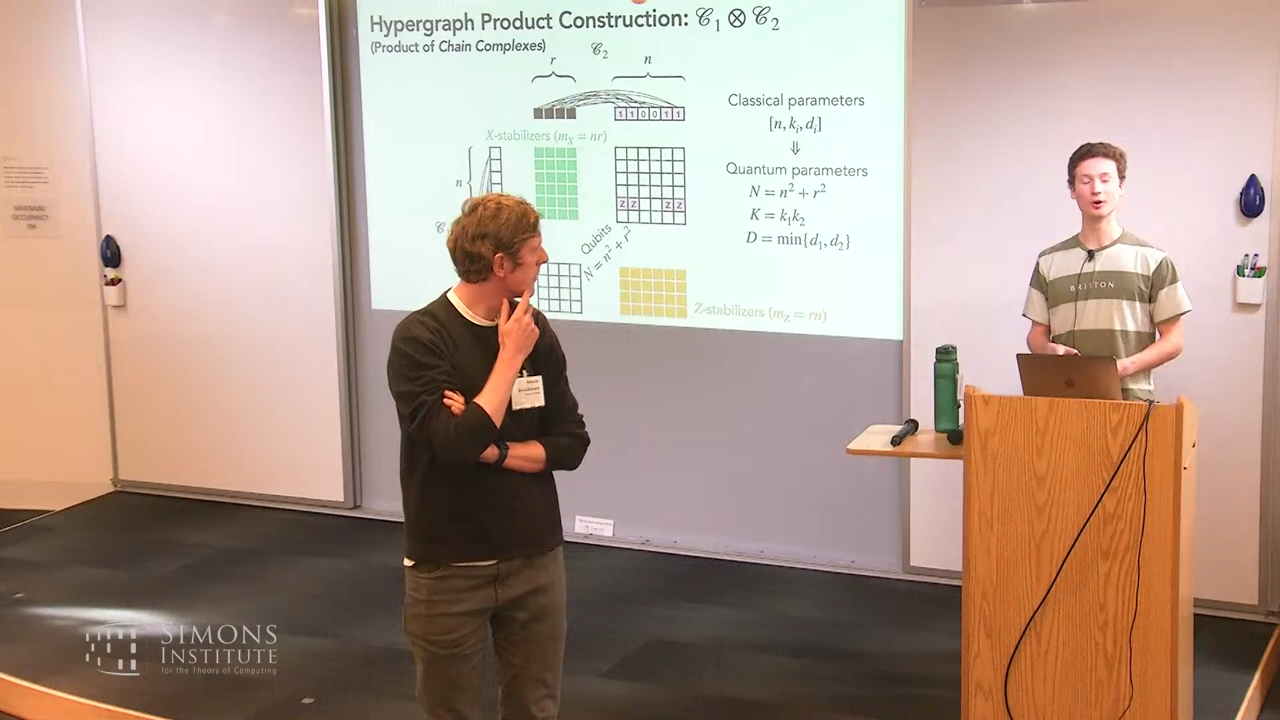 Hypergraph Product Construction: 𝒞₁ ⊗ 𝒞₂
(Product of Chain Complexes)
𝒞₂
r
n
1 1 0 0 1 1
X-stabilizers (m_X = nr)
n
Z Z Z Z
Qubits
N = n² + r²
Z-stabilizers (m_Z = rn)
Classical parameters
[n, kᵢ, dᵢ]
⇓
Quantum parameters
N = n² + r²
K = k₁k₂
D = min{d₁, d₂}
BRIXTON
MAXIMUM
OCCUPANCY
SIMONS
INSTITUTE
for the Theory of Computing